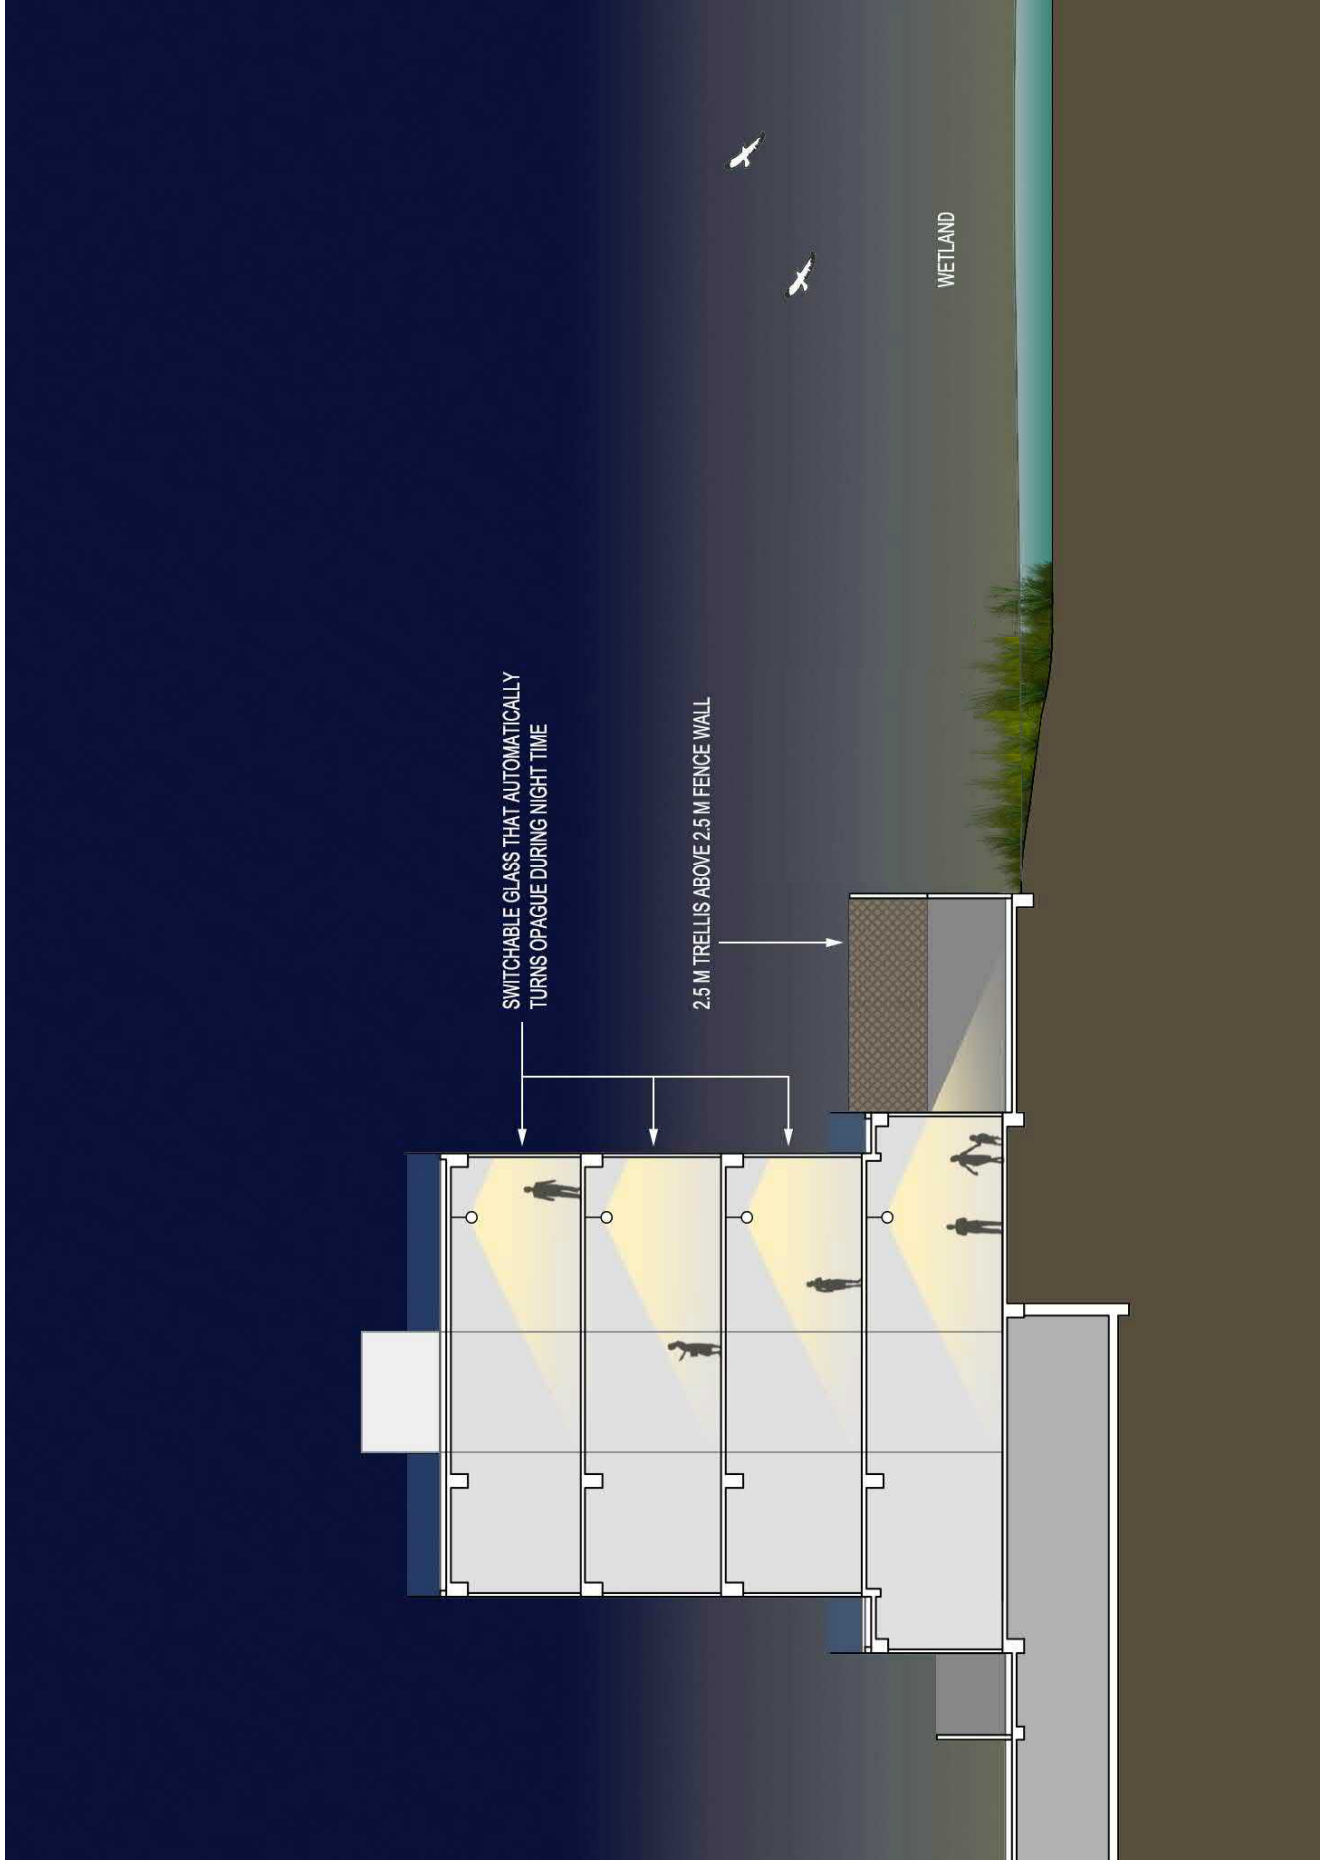 SWITCHABLE GLASS THAT AUTOMATICALLY
TURNS OPAGUE DURING NIGHT TIME
2.5 M TRELLIS ABOVE 2.5 M FENCE WALL
WETLAND